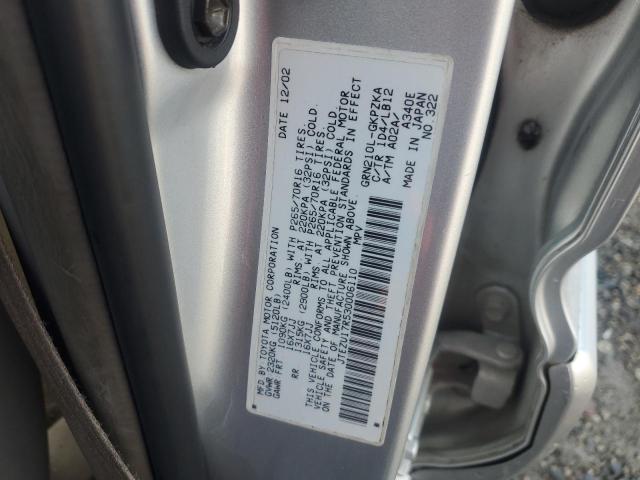 MFD.BY TOYOTA MOTOR CORPORATION DATE 12/02
GVWR 2320KG (5120LB)
GAWR FRT 1090KG (2400LB) WITH P265/70R16 TIRES,
16X7JJ RIMS, AT 220KPA (32PSI) COLD.
RR 1315KG (2900LB) WITH P265/70R16 TIRES,
16X7JJ RIMS, AT 220KPA (32PSI) COLD.
THIS VEHICLE CONFORMS TO ALL APPLICABLE FEDERAL MOTOR
VEHICLE SAFETY AND THEFT PREVENTION STANDARDS IN EFFECT
ON THE DATE OF MANUFACTURE SHOWN ABOVE.
JTEZU17R530006110 MPV
GRN210L-GKPZKA
C/TR 1D4/LB12
A/TM A02A/ A340E
MADE IN JAPAN
NO.322